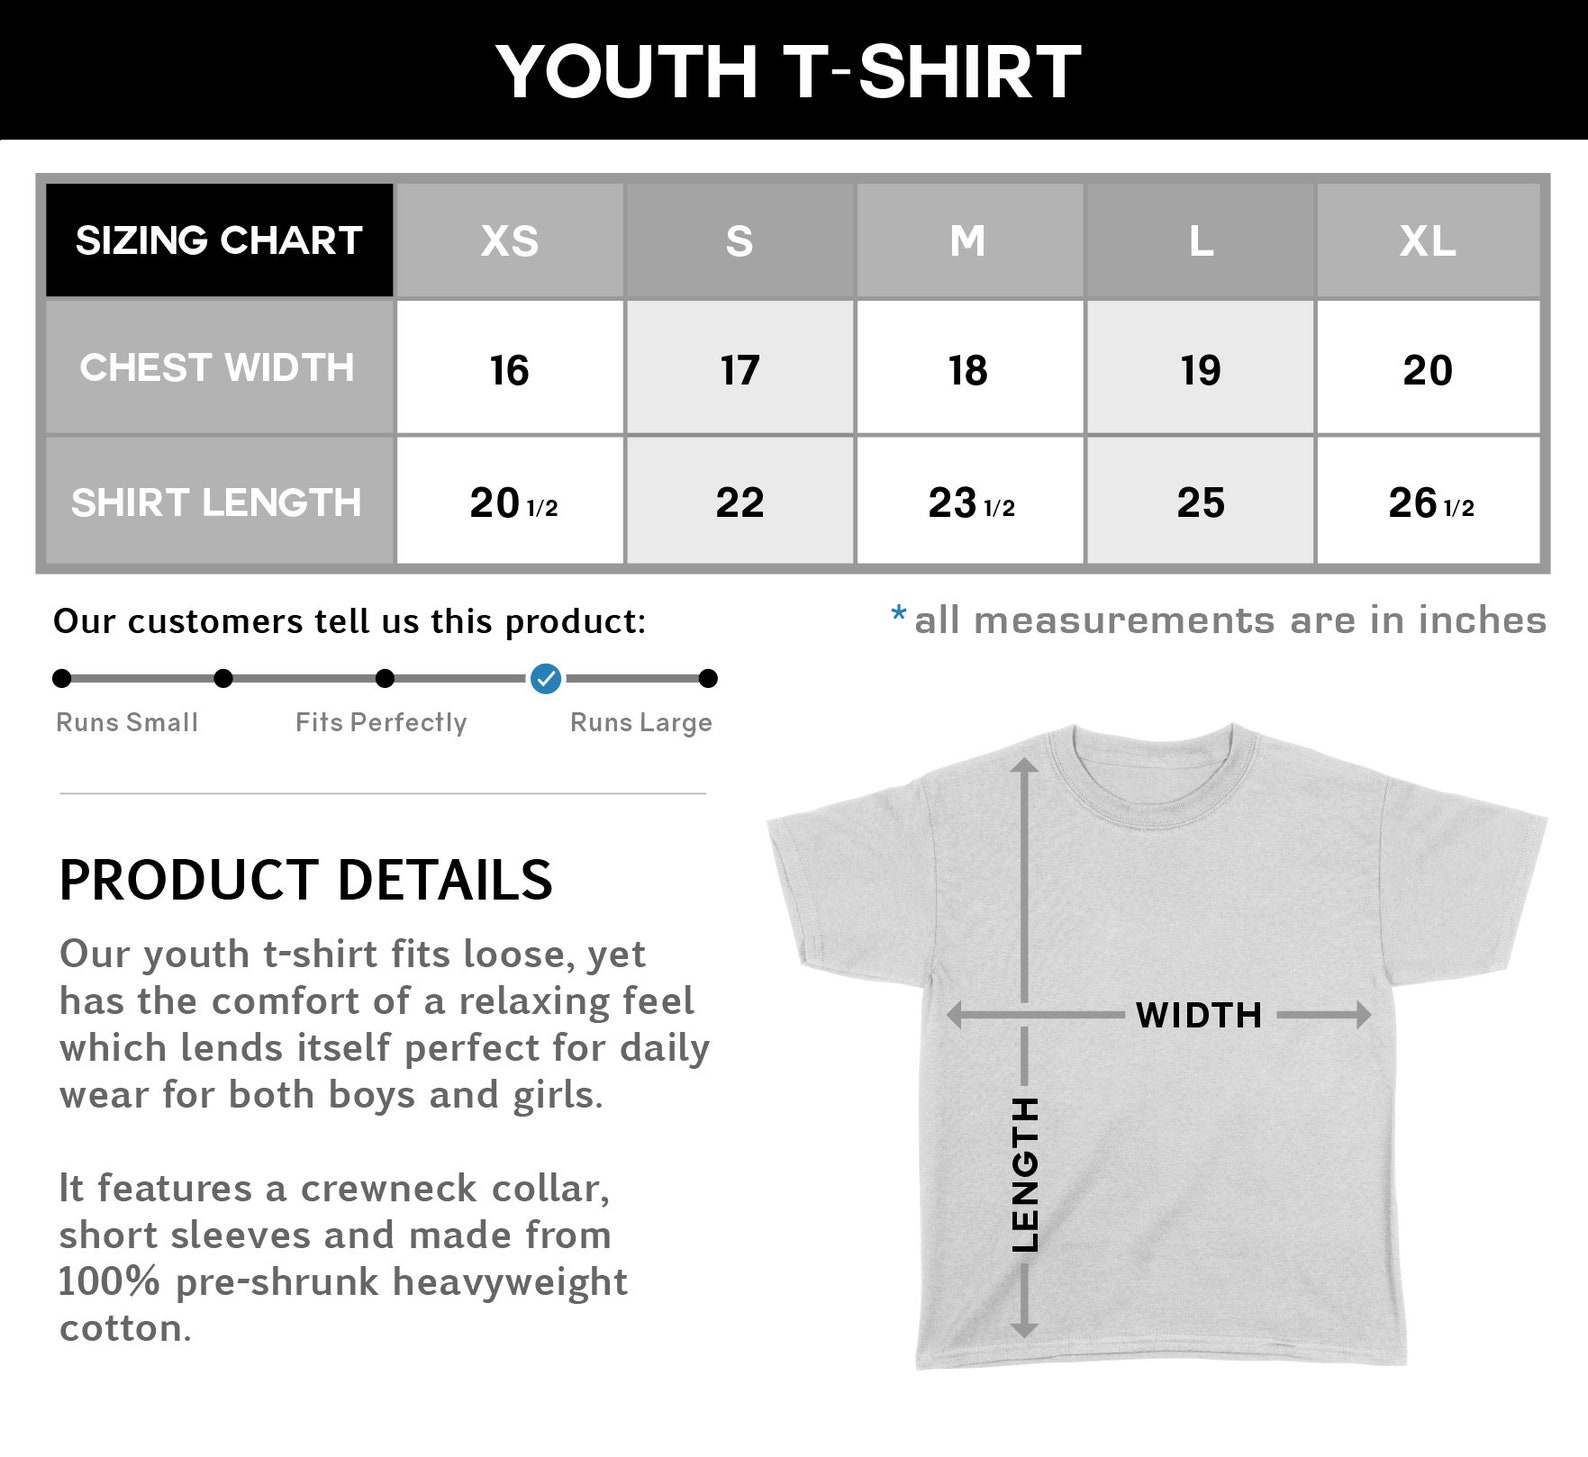 YOUTH T-SHIRT
SIZING CHART XS S M L XL
CHEST WIDTH 16 17 18 19 20
SHIRT LENGTH 20 1/2 22 23 1/2 25 26 1/2
Our customers tell us this product:
*all measurements are in inches
Runs Small Fits Perfectly Runs Large
PRODUCT DETAILS
Our youth t-shirt fits loose, yet
has the comfort of a relaxing feel
which lends itself perfect for daily
wear for both boys and girls.
It features a crewneck collar,
short sleeves and made from
100% pre-shrunk heavyweight
cotton.
WIDTH
LENGTH